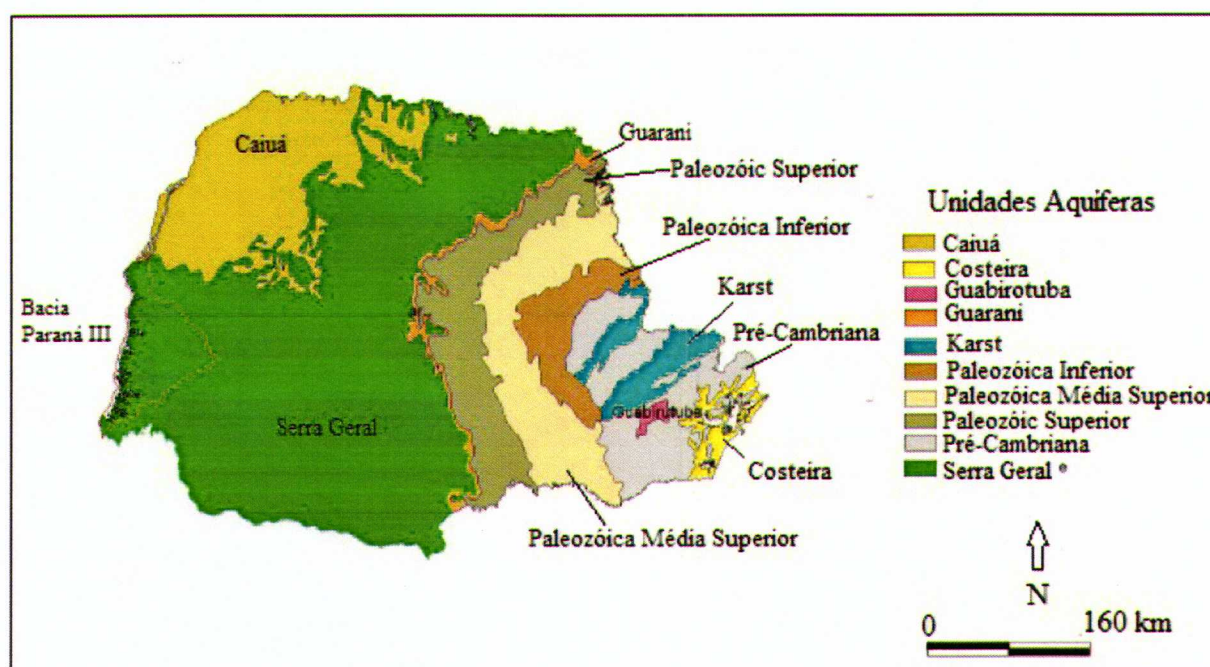 Caiuá
Guarani
Paleozóic Superior
Paleozóica Inferior
Karst
Pré-Cambriana
Bacia
Paraná III
Serra Geral
Guabirotuba
Costeira
Paleozóica Média Superior
Unidades Aquiferas
Caiuá
Costeira
Guabirotuba
Guarani
Karst
Paleozóica Inferior
Paleozóica Média Superior
Paleozóic Superior
Pré-Cambriana
Serra Geral *
N
0 160 km